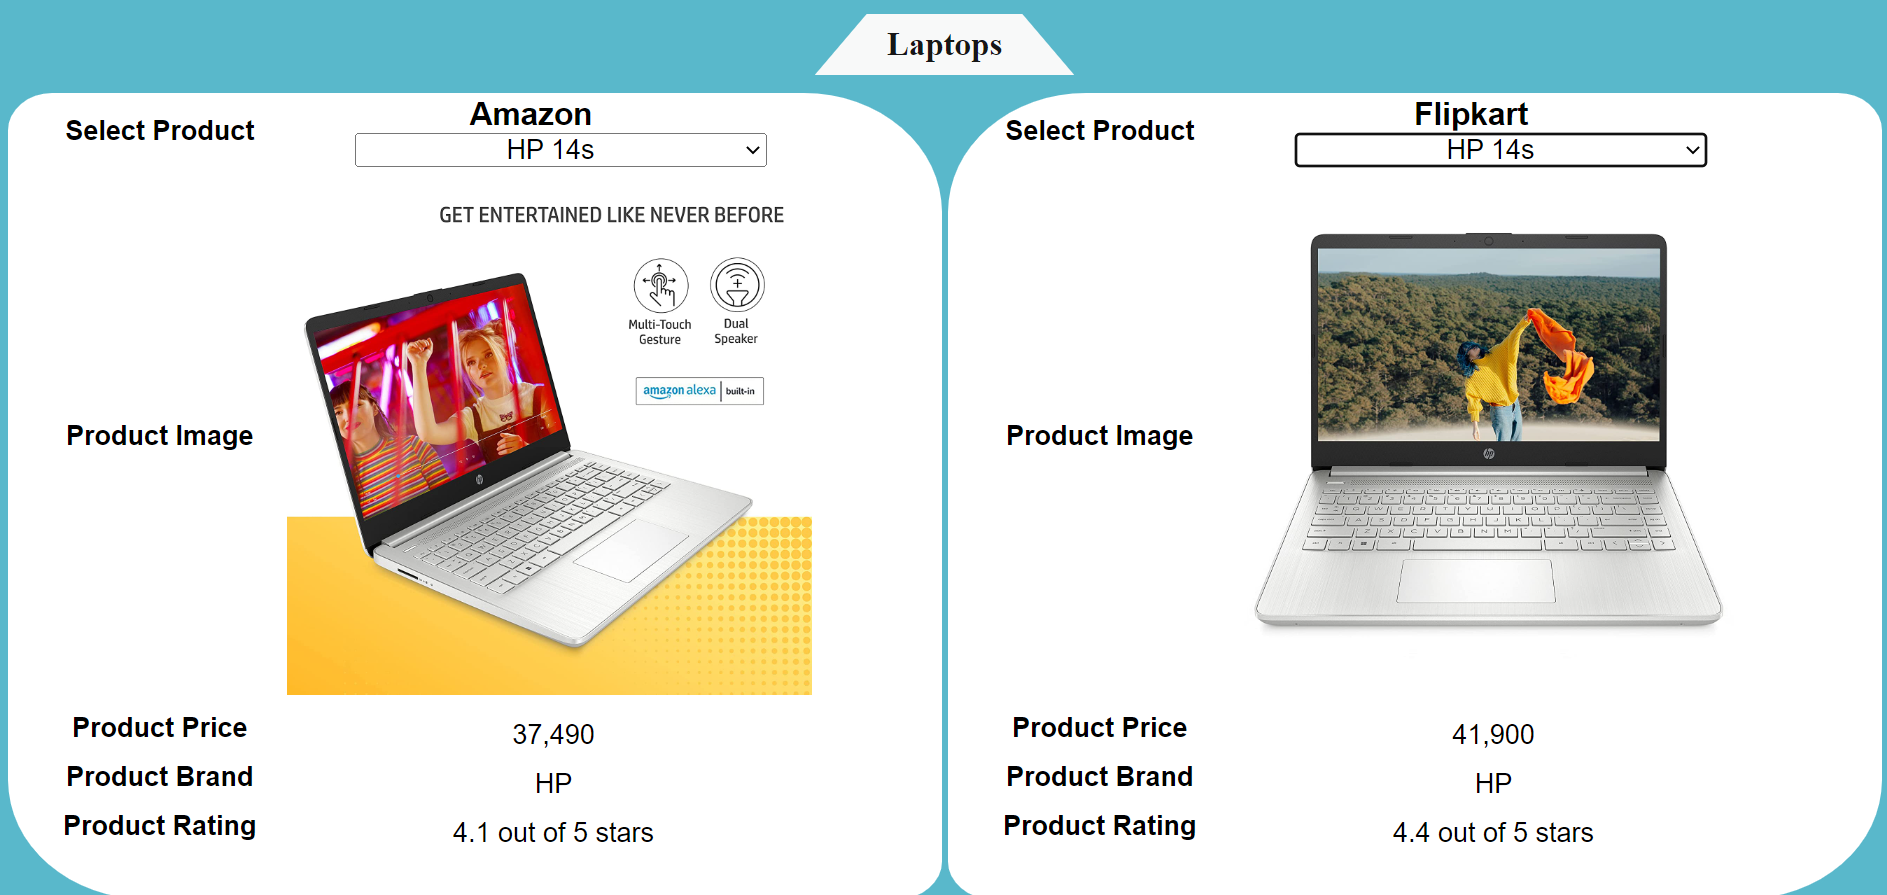 Laptops
Amazon
Select Product
HP 14s
GET ENTERTAINED LIKE NEVER BEFORE
Multi-Touch
Gesture
Dual
Speaker
amazon alexa built-in
Product Image
hp
Product Price
37,490
Product Brand
HP
Product Rating
4.1 out of 5 stars
Flipkart
Select Product
HP 14s
Product Image
hp
Product Price
41,900
Product Brand
HP
Product Rating
4.4 out of 5 stars